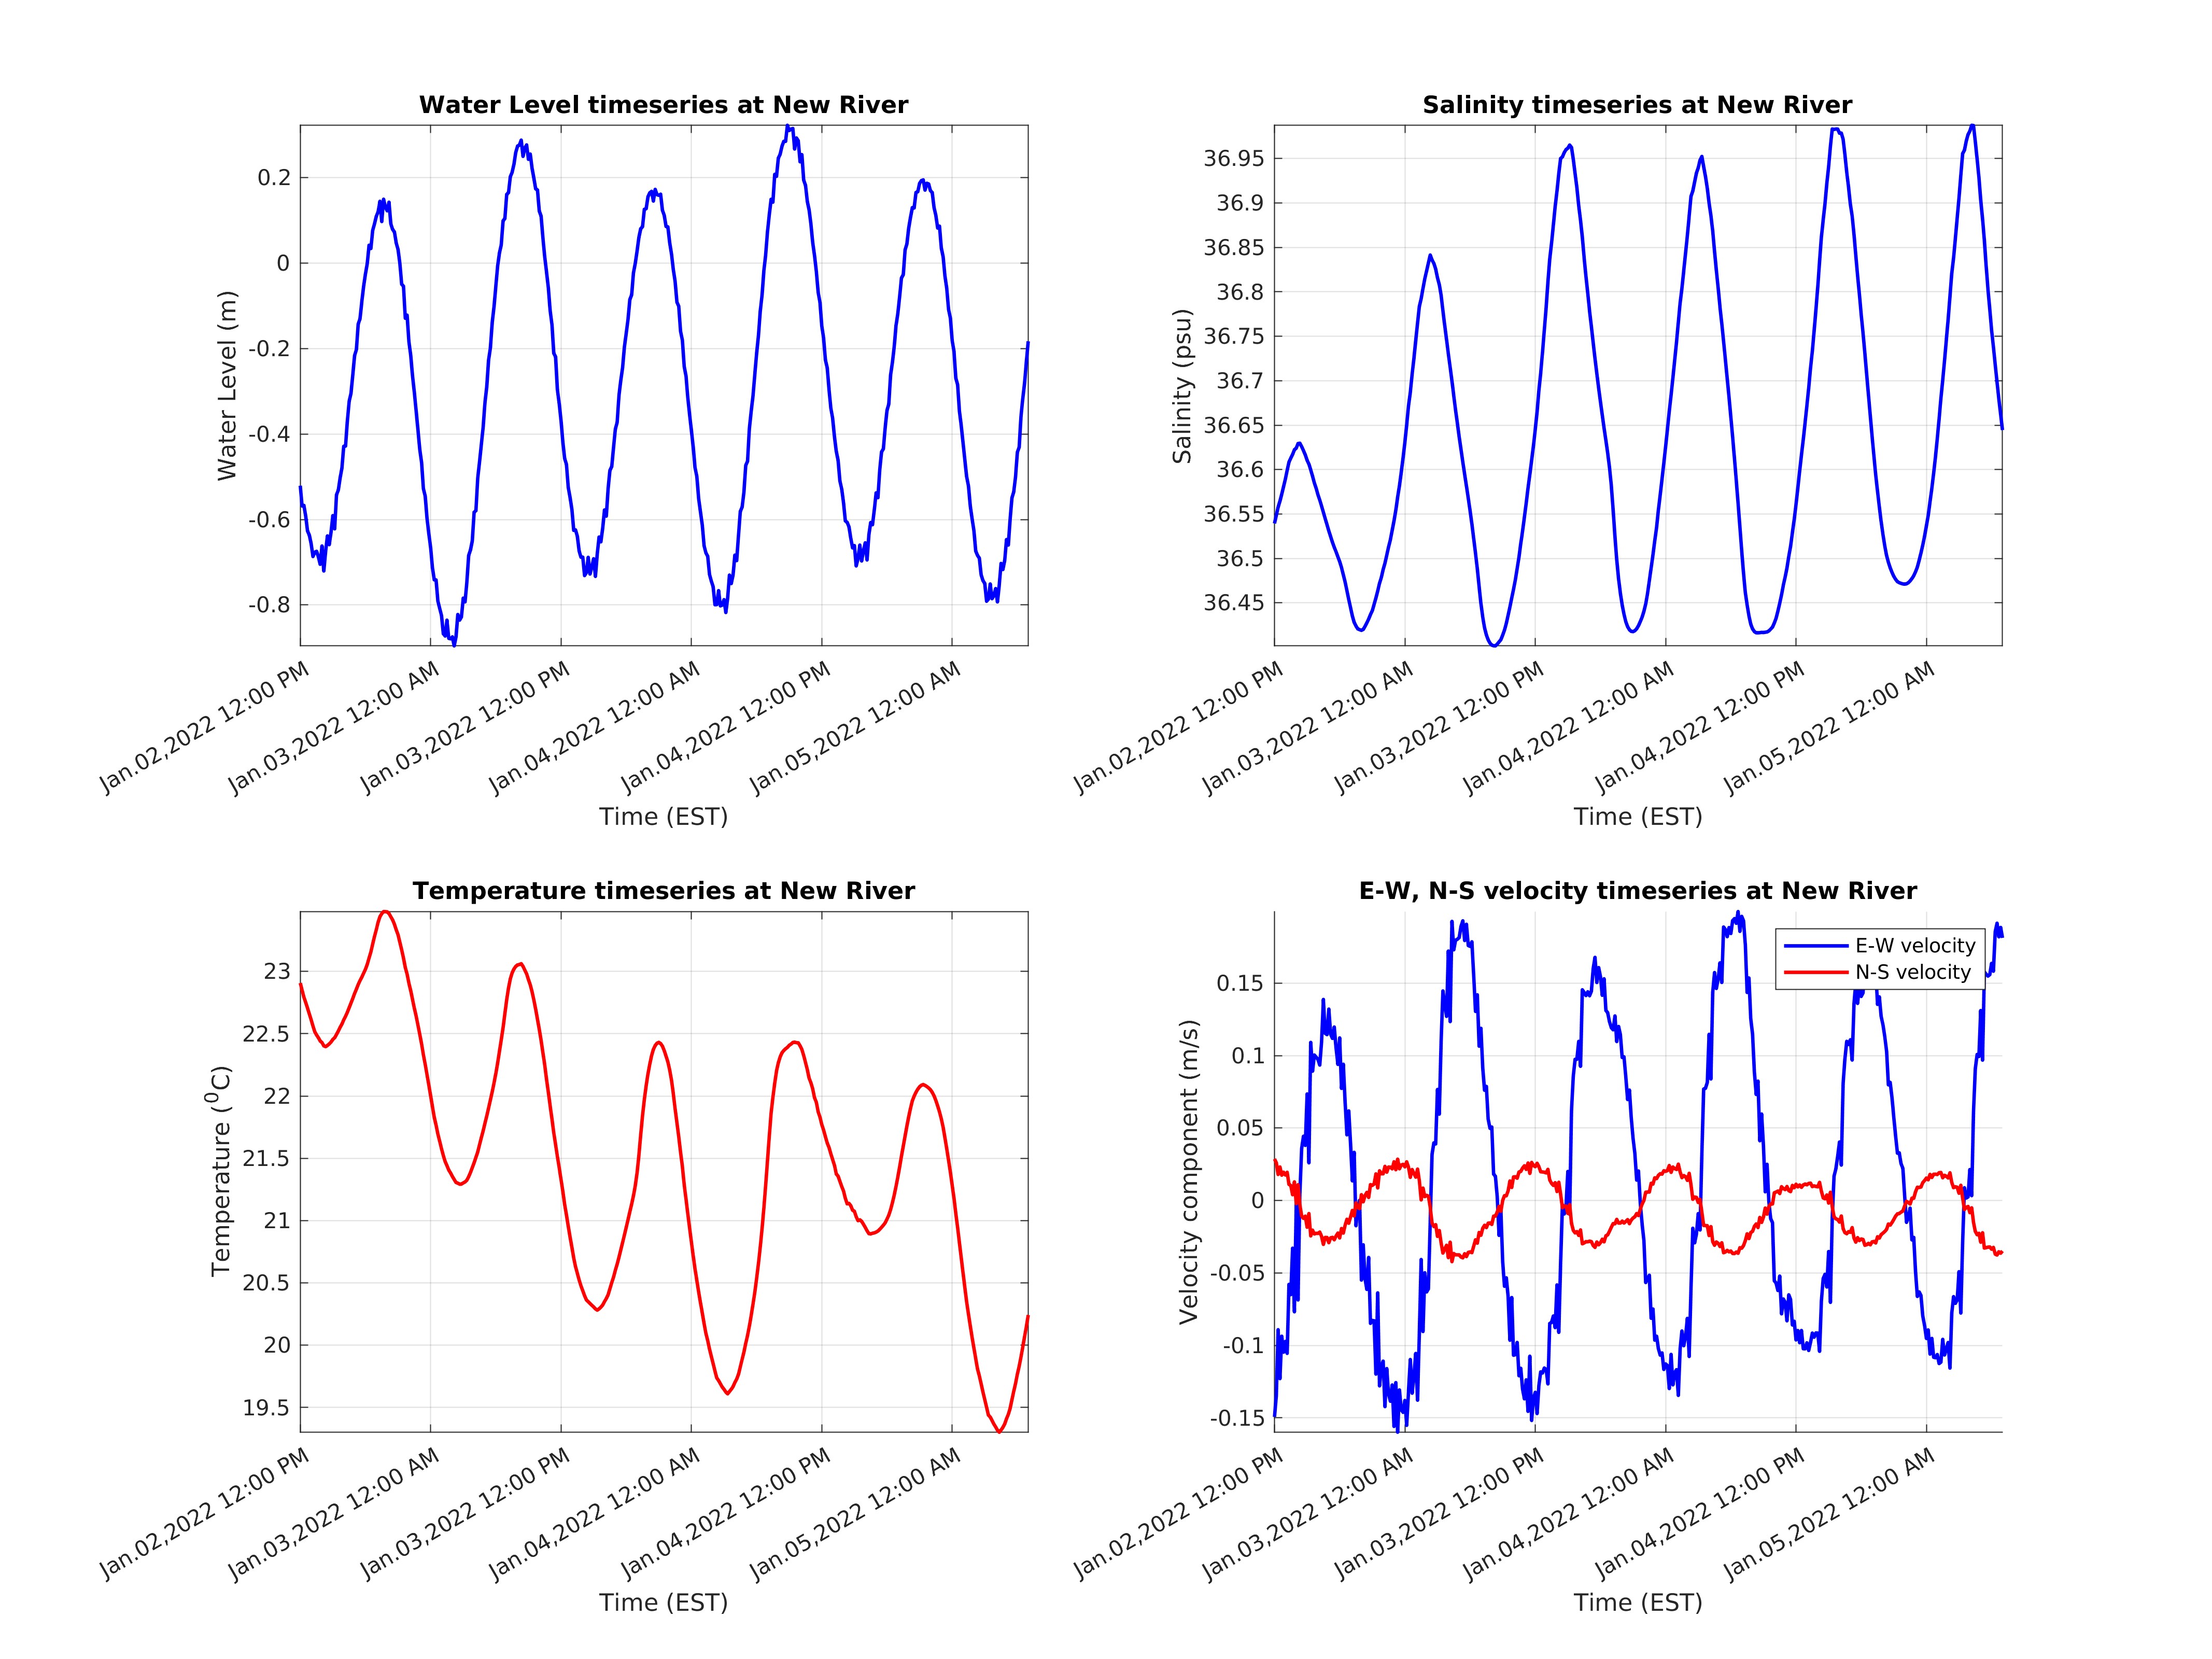 Water Level timeseries at New River
Water Level (m)
0.2
0
-0.2
-0.4
-0.6
-0.8
Jan.02,2022 12:00 PM
Jan.03,2022 12:00 AM
Jan.03,2022 12:00 PM
Jan.04,2022 12:00 AM
Jan.04,2022 12:00 PM
Jan.05,2022 12:00 AM
Time (EST)
Salinity timeseries at New River
Salinity (psu)
36.95
36.9
36.85
36.8
36.75
36.7
36.65
36.6
36.55
36.5
36.45
Jan.02,2022 12:00 PM
Jan.03,2022 12:00 AM
Jan.03,2022 12:00 PM
Jan.04,2022 12:00 AM
Jan.04,2022 12:00 PM
Jan.05,2022 12:00 AM
Time (EST)
Temperature timeseries at New River
Temperature (⁰C)
23
22.5
22
21.5
21
20.5
20
19.5
Jan.02,2022 12:00 PM
Jan.03,2022 12:00 AM
Jan.03,2022 12:00 PM
Jan.04,2022 12:00 AM
Jan.04,2022 12:00 PM
Jan.05,2022 12:00 AM
Time (EST)
E-W, N-S velocity timeseries at New River
Velocity component (m/s)
E-W velocity
N-S velocity
0.15
0.1
0.05
0
-0.05
-0.1
-0.15
Jan.02,2022 12:00 PM
Jan.03,2022 12:00 AM
Jan.03,2022 12:00 PM
Jan.04,2022 12:00 AM
Jan.04,2022 12:00 PM
Jan.05,2022 12:00 AM
Time (EST)